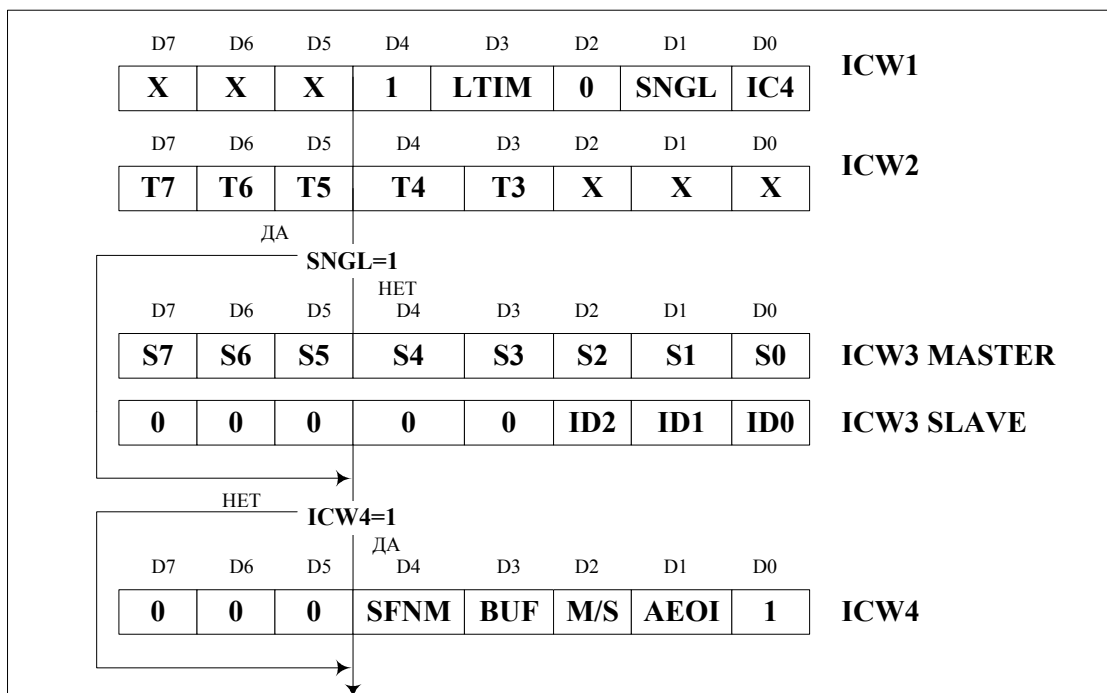 D7 D6 D5 D4 D3 D2 D1 D0
X X X 1 LTIM 0 SNGL IC4 ICW1
D7 D6 D5 D4 D3 D2 D1 D0
T7 T6 T5 T4 T3 X X X ICW2
ДА
SNGL=1
НЕТ
D7 D6 D5 D4 D3 D2 D1 D0
S7 S6 S5 S4 S3 S2 S1 S0 ICW3 MASTER
0 0 0 0 0 ID2 ID1 ID0 ICW3 SLAVE
НЕТ
ICW4=1
ДА
D7 D6 D5 D4 D3 D2 D1 D0
0 0 0 SFNM BUF M/S AEOI 1 ICW4